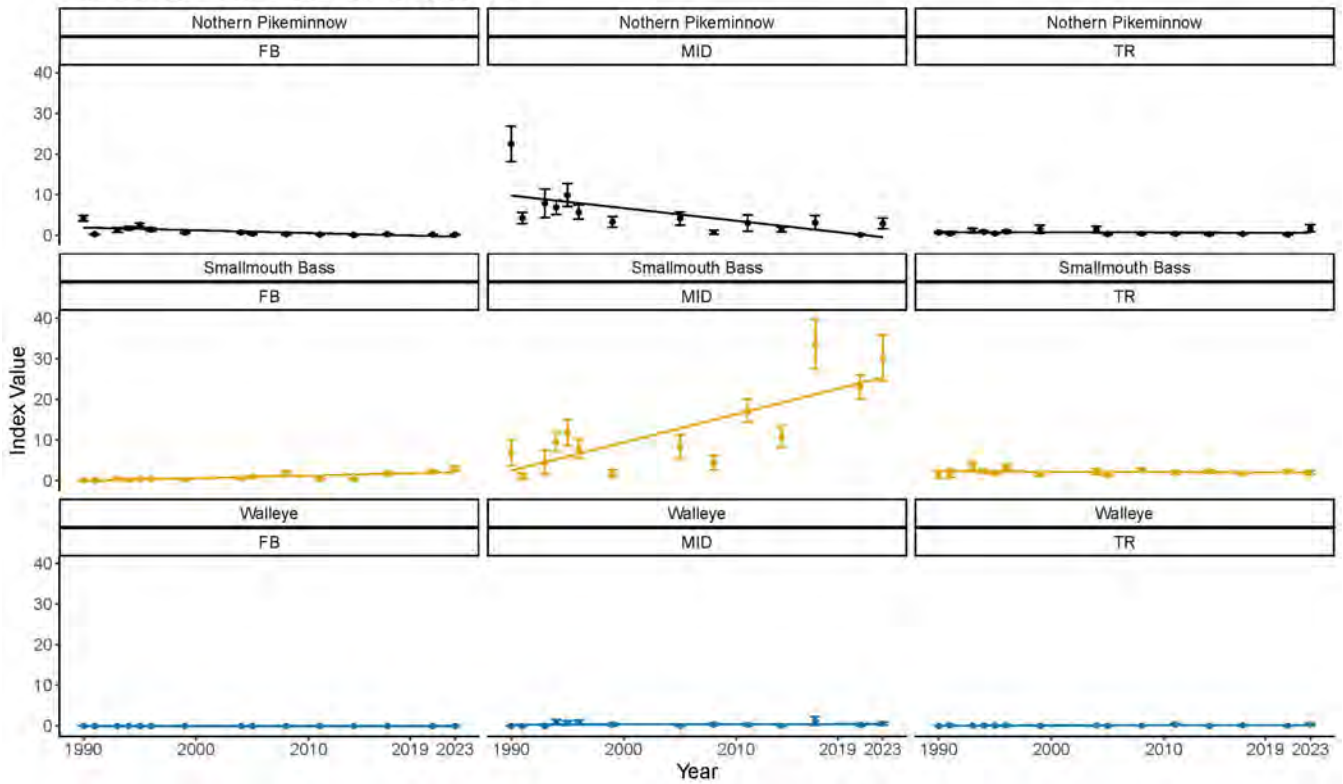 Nothern Pikeminnow Nothern Pikeminnow Nothern Pikeminnow
FB MID TR
40
30
20
10
0
Smallmouth Bass Smallmouth Bass Smallmouth Bass
FB MID TR
40
30
20
10
0
Index Value
Walleye Walleye Walleye
FB MID TR
40
30
20
10
0
1990 2000 2010 2019 2023 1990 2000 2010 2019 2023 1990 2000 2010 2019 2023
Year